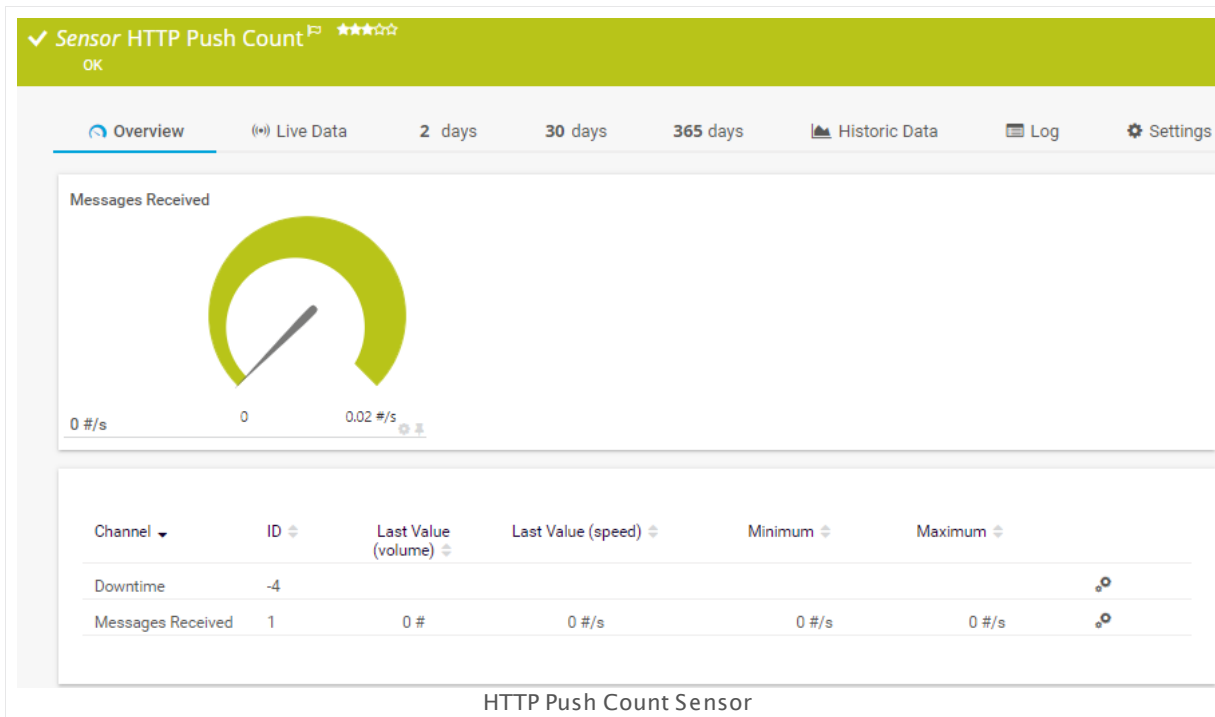 Sensor HTTP Push Count
OK
Overview Live Data 2 days 30 days 365 days Historic Data Log Settings
Messages Received
0 #/s 0 0.02 #/s
Channel ID Last Value (volume) Last Value (speed) Minimum Maximum
Downtime -4
Messages Received 1 0 # 0 #/s 0 #/s 0 #/s
HTTP Push Count Sensor